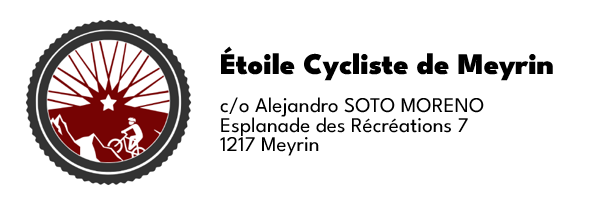 Étoile Cycliste de Meyrin
c/o Alejandro SOTO MORENO
Esplanade des Récréations 7
1217 Meyrin